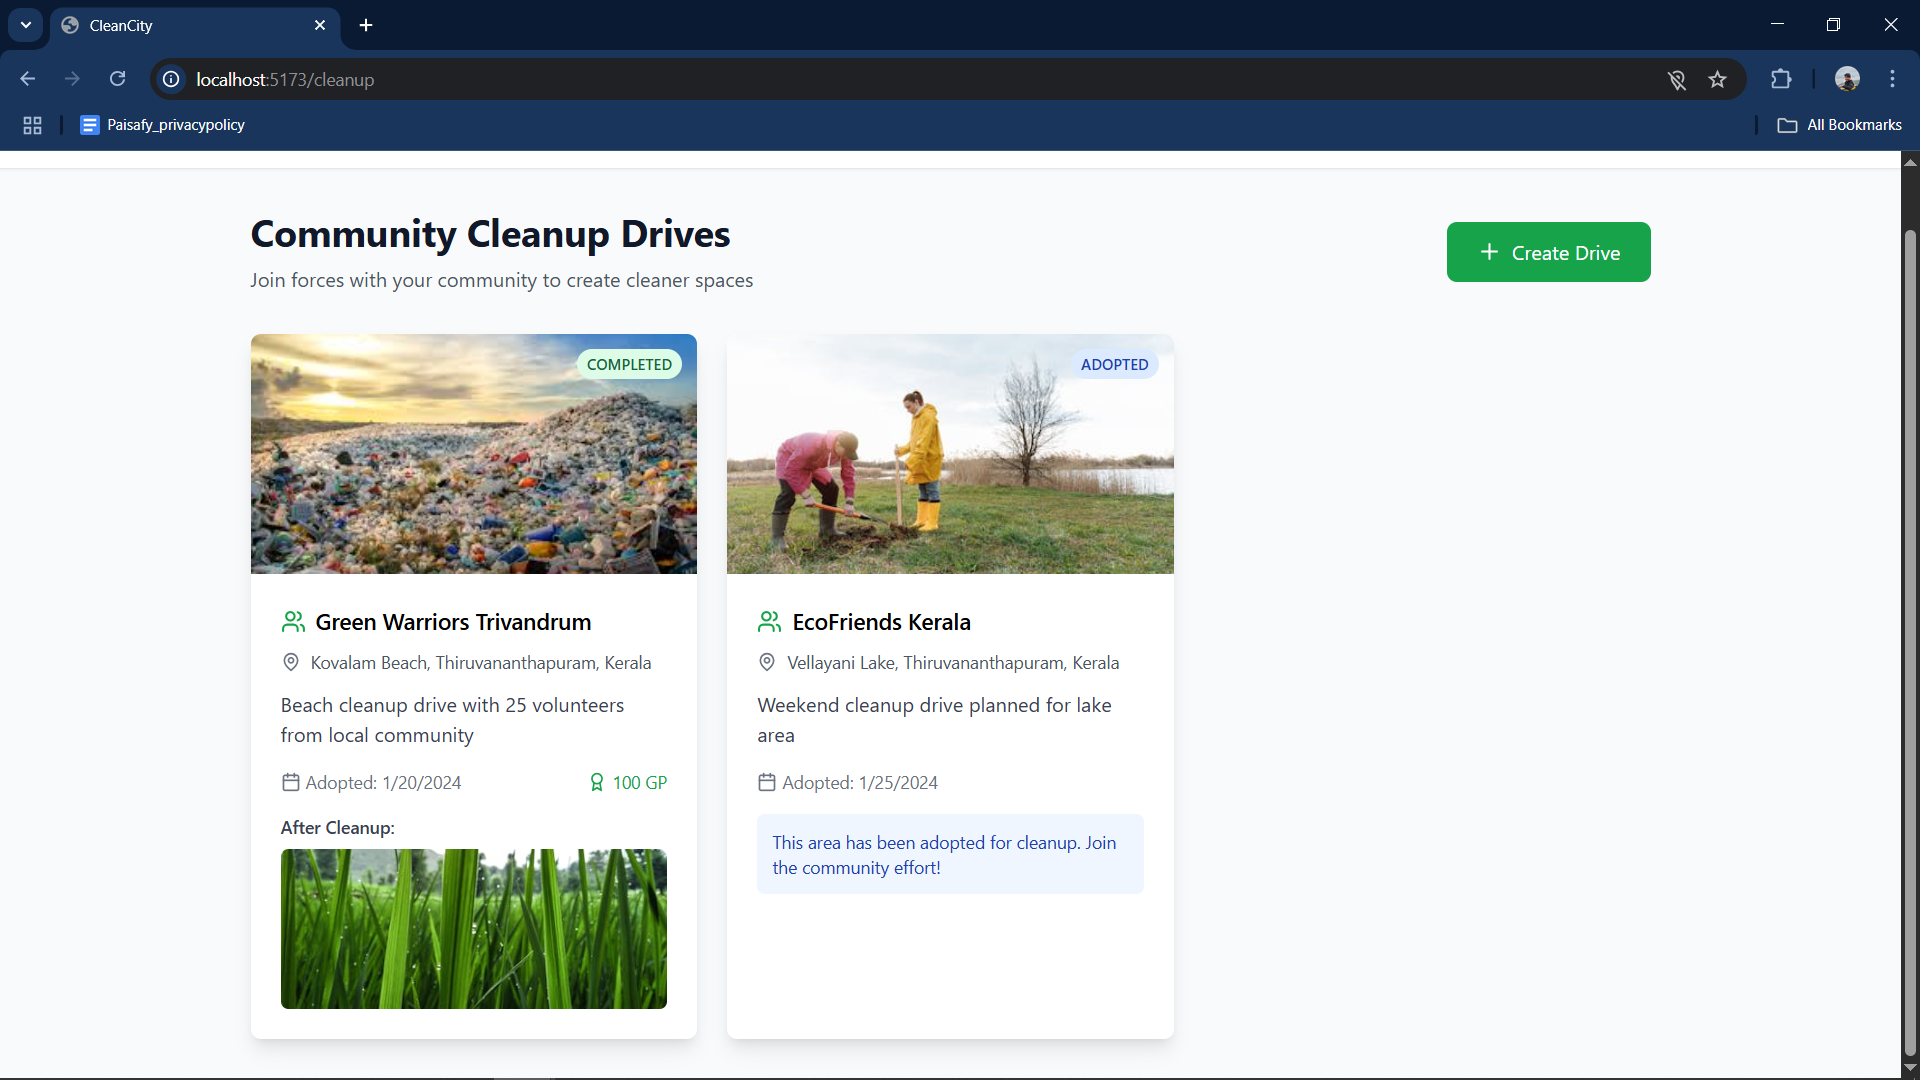 CleanCity
localhost:5173/cleanup
Paisafy_privacypolicy
All Bookmarks
Community Cleanup Drives
Join forces with your community to create cleaner spaces
Create Drive
COMPLETED
Green Warriors Trivandrum
Kovalam Beach, Thiruvananthapuram, Kerala
Beach cleanup drive with 25 volunteers
from local community
Adopted: 1/20/2024
100 GP
After Cleanup:
ADOPTED
EcoFriends Kerala
Vellayani Lake, Thiruvananthapuram, Kerala
Weekend cleanup drive planned for lake
area
Adopted: 1/25/2024
This area has been adopted for cleanup. Join
the community effort!